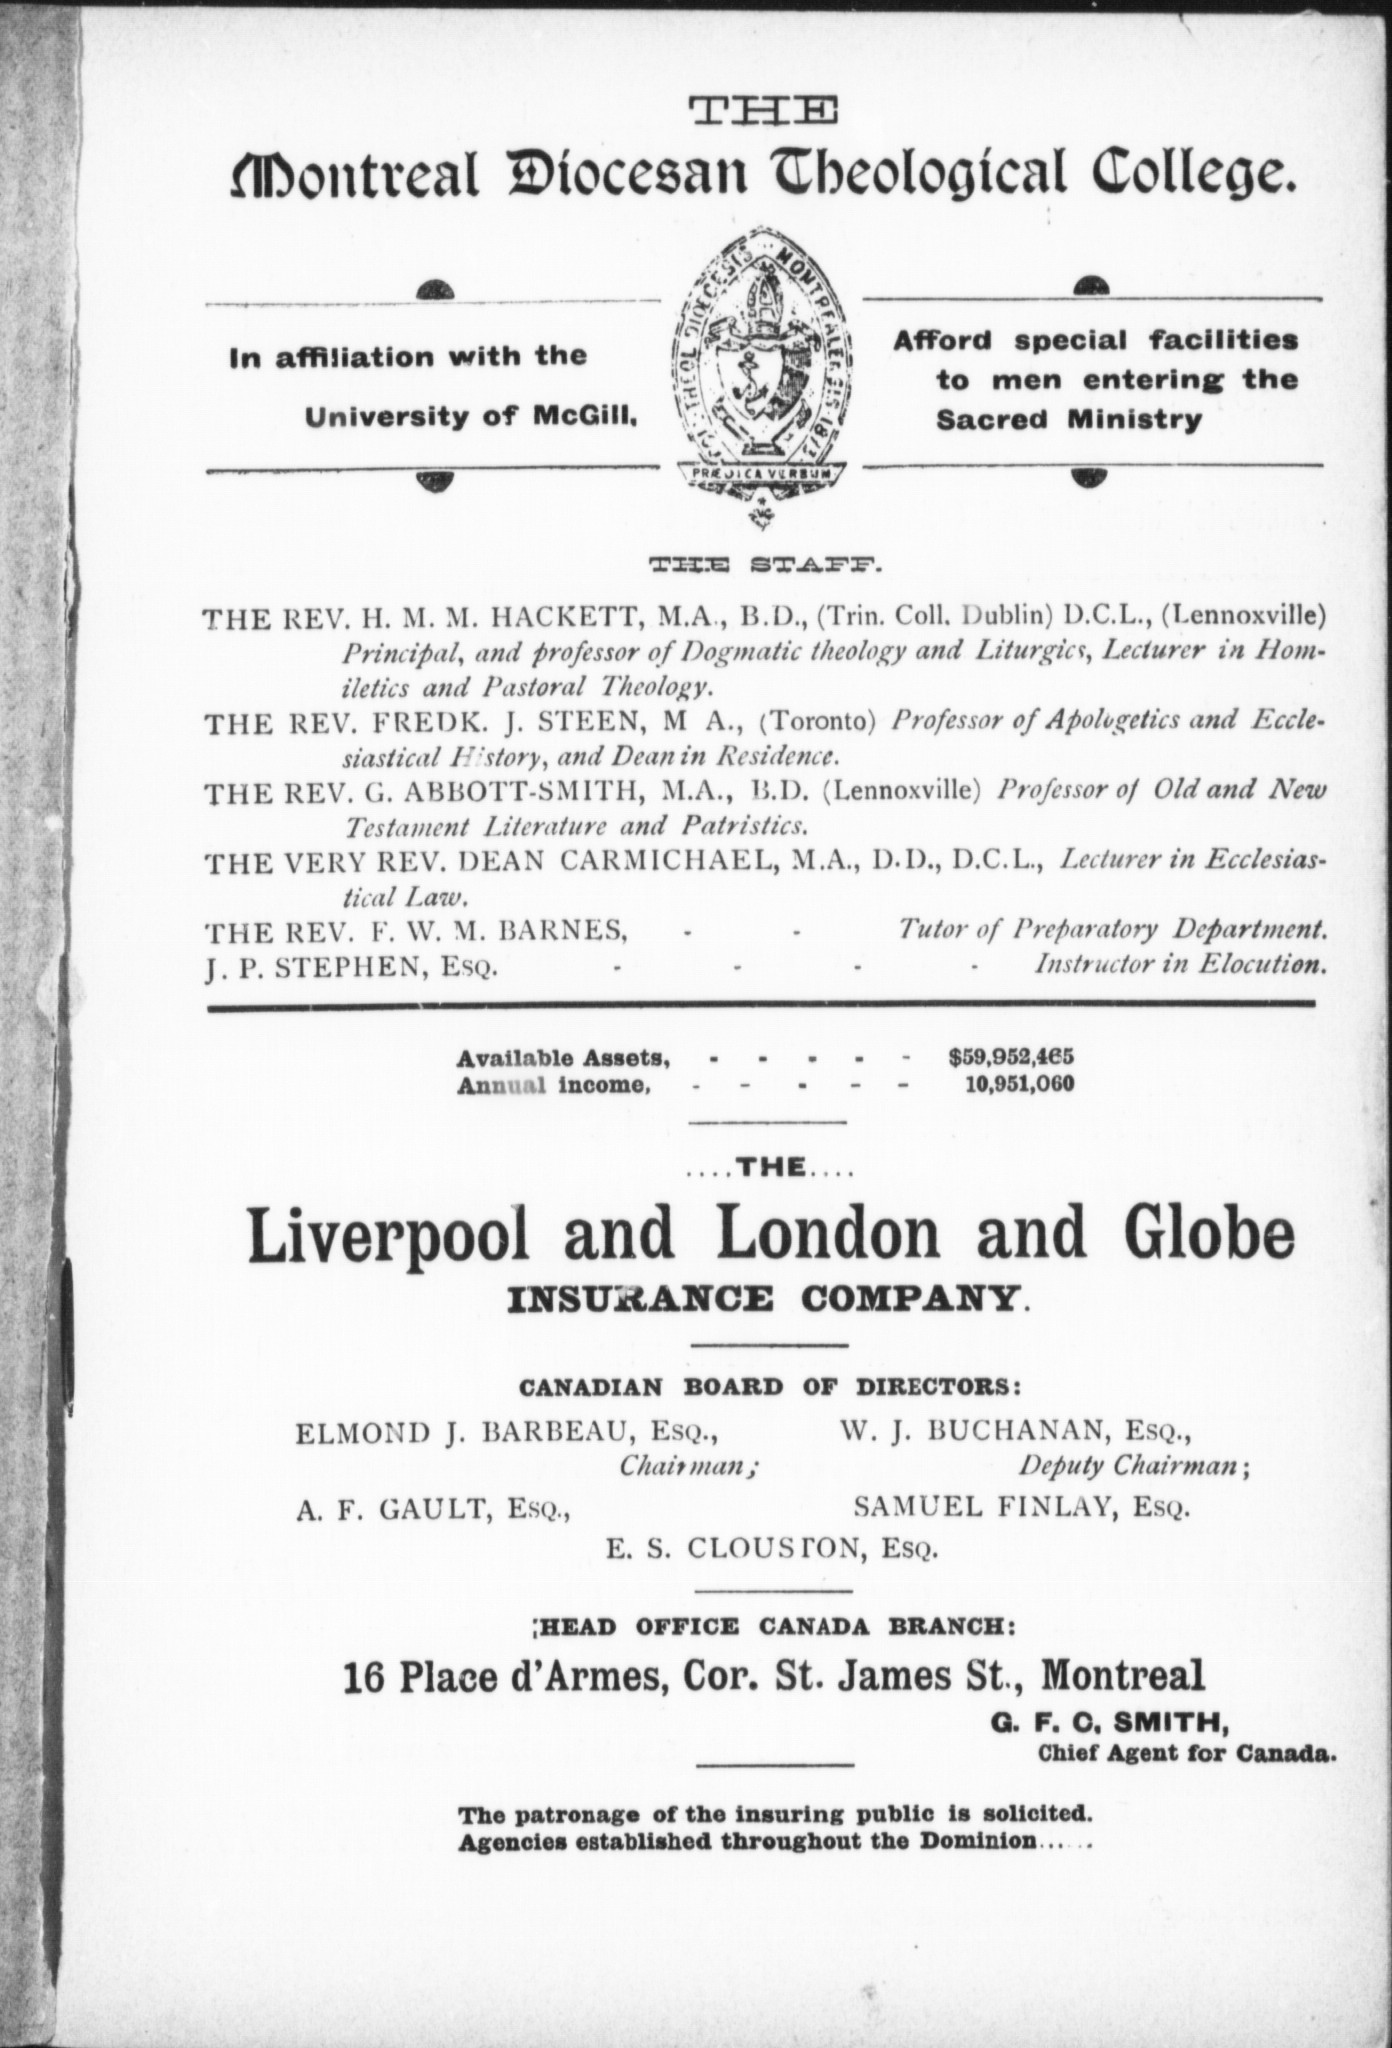 THE
Montreal Diocesan Theological College.
In affiliation with the
University of McGill,
COL. THEOL. DIOECESIS MONTREALENSIS 1873
PRÆDICA VERBUM
Afford special facilities
to men entering the
Sacred Ministry
THE STAFF.
THE REV. H. M. M. HACKETT, M.A., B.D., (Trin. Coll. Dublin) D.C.L., (Lennoxville)
Principal, and professor of Dogmatic theology and Liturgics, Lecturer in Hom-
iletics and Pastoral Theology.
THE REV. FREDK. J. STEEN, M A., (Toronto) Professor of Apologetics and Eccle-
siastical History, and Dean in Residence.
THE REV. G. ABBOTT-SMITH, M.A., B.D. (Lennoxville) Professor of Old and New
Testament Literature and Patristics.
THE VERY REV. DEAN CARMICHAEL, M.A., D.D., D.C.L., Lecturer in Ecclesias-
tical Law.
THE REV. F. W. M. BARNES, - - Tutor of Preparatory Department.
J. P. STEPHEN, ESQ. - - - - Instructor in Elocution.
Available Assets, - - - - - $59,952,465
Annual income, - - - - - 10,951,060
....THE....
Liverpool and London and Globe
INSURANCE COMPANY.
CANADIAN BOARD OF DIRECTORS:
ELMOND J. BARBEAU, ESQ., W. J. BUCHANAN, ESQ.,
Chairman; Deputy Chairman;
A. F. GAULT, ESQ., SAMUEL FINLAY, ESQ.
E. S. CLOUSTON, ESQ.
HEAD OFFICE CANADA BRANCH:
16 Place d'Armes, Cor. St. James St., Montreal
G. F. C. SMITH,
Chief Agent for Canada.
The patronage of the insuring public is solicited.
Agencies established throughout the Dominion......